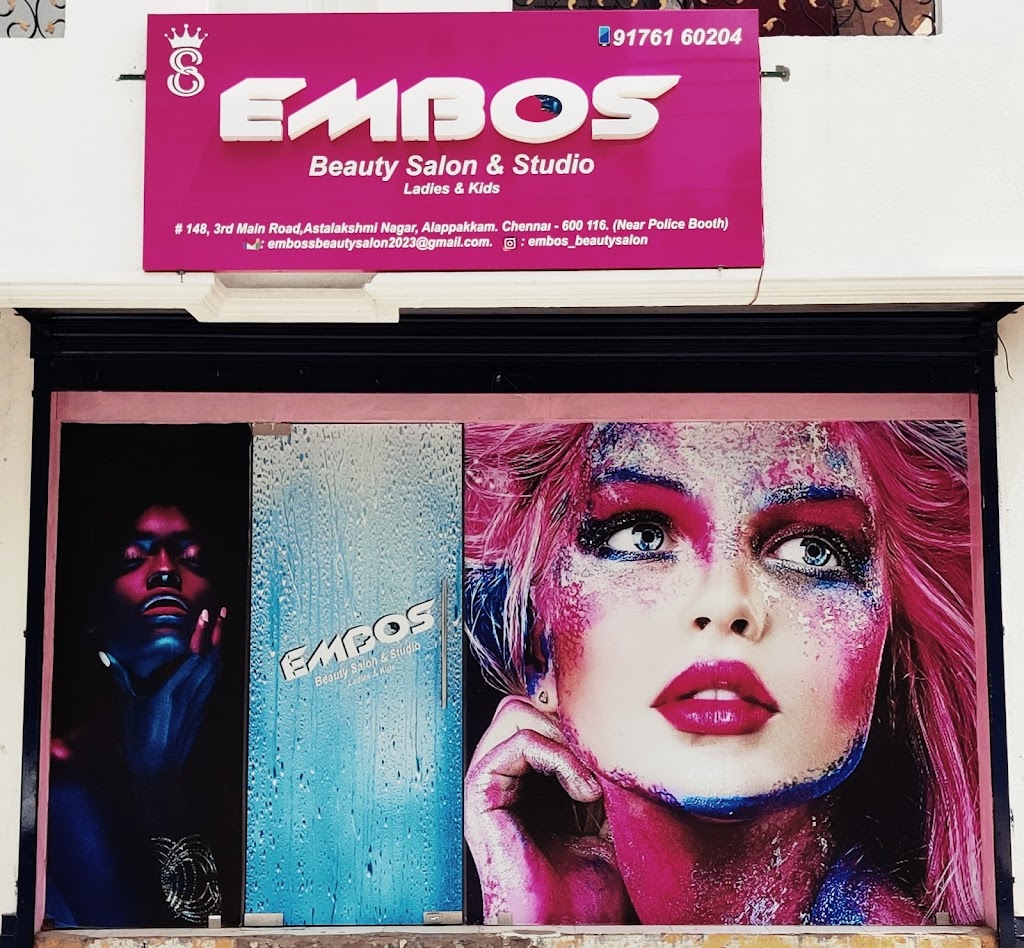 91761 60204
EMBOS
Beauty Salon & Studio
Ladies & Kids
# 148, 3rd Main Road,Astalakshmi Nagar, Alappakkam. Chennai - 600 116. (Near Police Booth)
: embossbeautysalon2023@gmail.com. : embos_beautysalon
EMBOS
Beauty Salon & Studio
Ladies & Kids